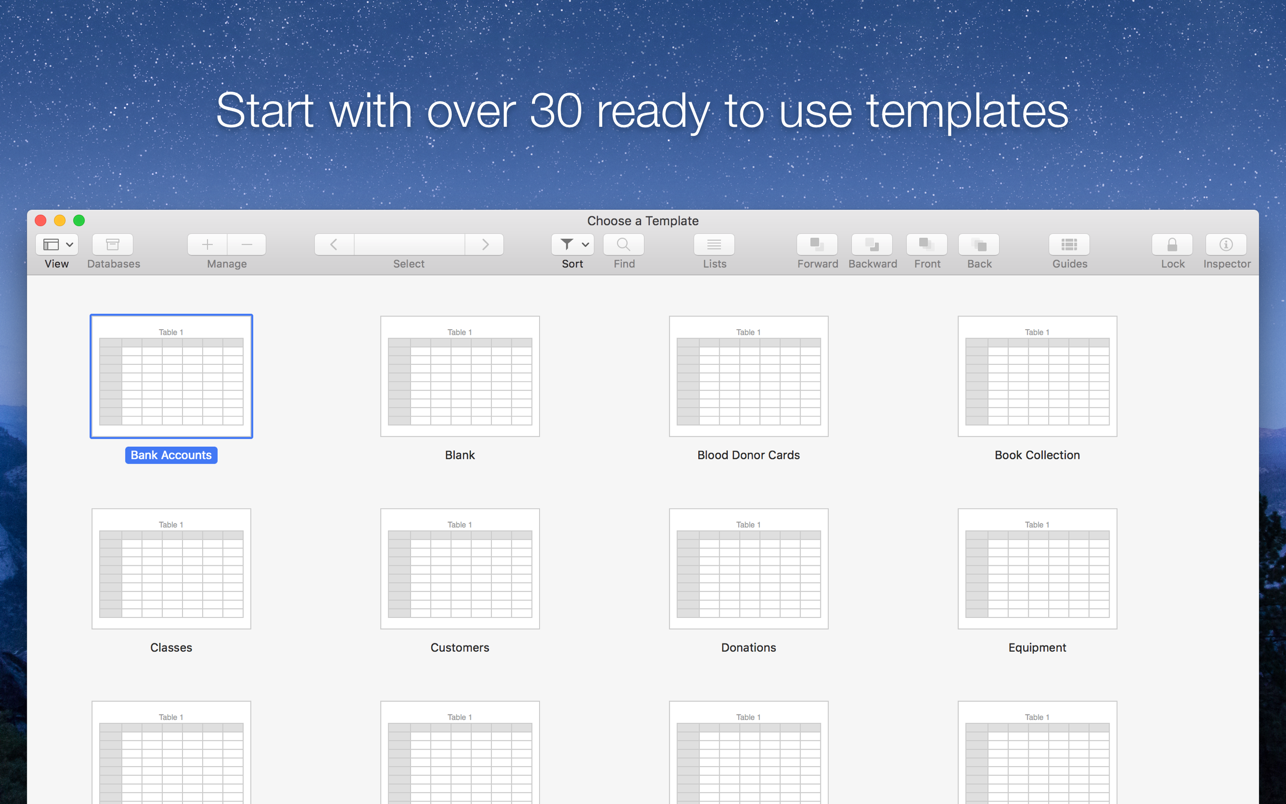 Start with over 30 ready to use templates
Choose a Template
View Databases Manage Select Sort Find Lists Forward Backward Front Back Guides Lock Inspector
Table 1 Table 1 Table 1 Table 1
Bank Accounts Blank Blood Donor Cards Book Collection
Table 1 Table 1 Table 1 Table 1
Classes Customers Donations Equipment
Table 1 Table 1 Table 1 Table 1